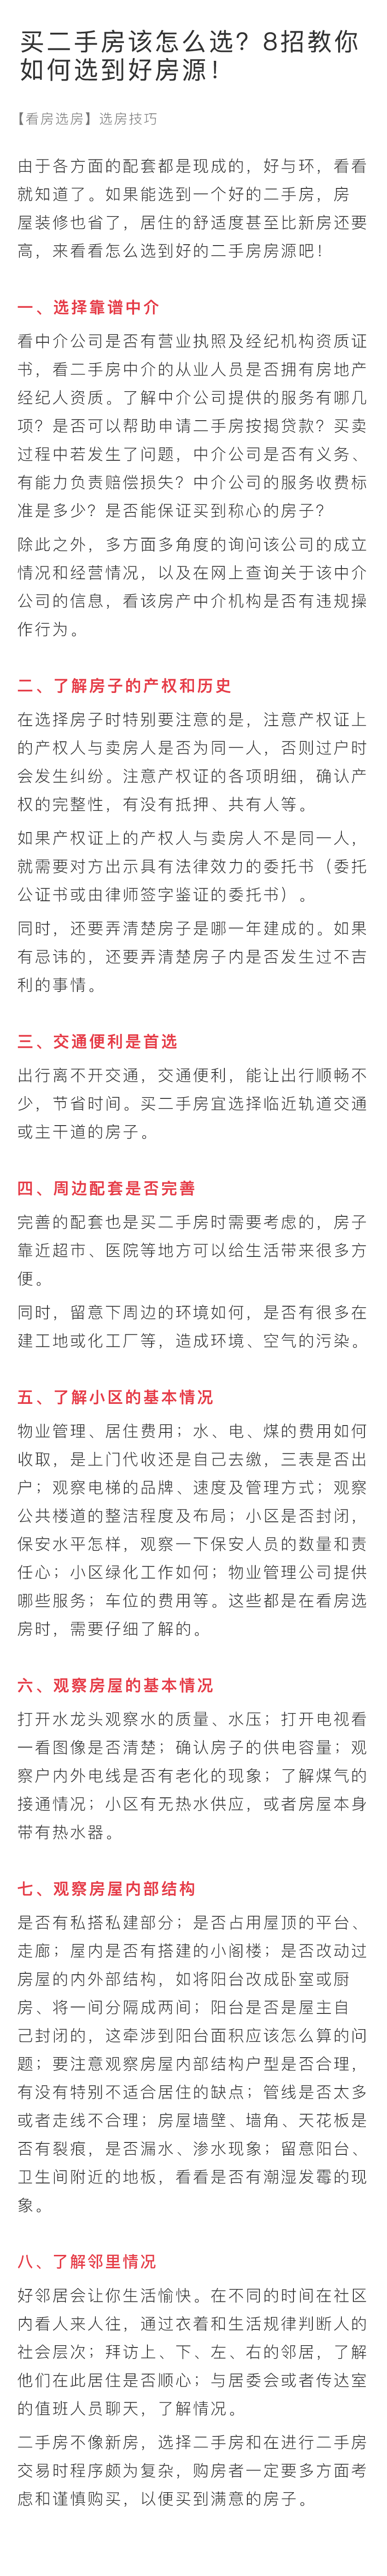 买二手房该怎么选？8招教你
如何选到好房源！
【看房选房】选房技巧
由于各方面的配套都是现成的，好与环，看看
就知道了。如果能选到一个好的二手房，房
屋装修也省了，居住的舒适度甚至比新房还要
高，来看看怎么选到好的二手房房源吧！
一、选择靠谱中介
看中介公司是否有营业执照及经纪机构资质证
书，看二手房中介的从业人员是否拥有房地产
经纪人资质。了解中介公司提供的服务有哪几
项？是否可以帮助申请二手房按揭贷款？买卖
过程中若发生了问题，中介公司是否有义务、
有能力负责赔偿损失？中介公司的服务收费标
准是多少？是否能保证买到称心的房子？
除此之外，多方面多角度的询问该公司的成立
情况和经营情况，以及在网上查询关于该中介
公司的信息，看该房产中介机构是否有违规操
作行为。
二、了解房子的产权和历史
在选择房子时特别要注意的是，注意产权证上
的产权人与卖房人是否为同一人，否则过户时
会发生纠纷。注意产权证的各项明细，确认产
权的完整性，有没有抵押、共有人等。
如果产权证上的产权人与卖房人不是同一人，
就需要对方出示具有法律效力的委托书（委托
公证书或由律师签字鉴证的委托书）。
同时，还要弄清楚房子是哪一年建成的。如果
有忌讳的，还要弄清楚房子内是否发生过不吉
利的事情。
三、交通便利是首选
出行离不开交通，交通便利，能让出行顺畅不
少，节省时间。买二手房宜选择临近轨道交通
或主干道的房子。
四、周边配套是否完善
完善的配套也是买二手房时需要考虑的，房子
靠近超市、医院等地方可以给生活带来很多方
便。
同时，留意下周边的环境如何，是否有很多在
建工地或化工厂等，造成环境、空气的污染。
五、了解小区的基本情况
物业管理、居住费用；水、电、煤的费用如何
收取，是上门代收还是自己去缴，三表是否出
户；观察电梯的品牌、速度及管理方式；观察
公共楼道的整洁程度及布局；小区是否封闭，
保安水平怎样，观察一下保安人员的数量和责
任心；小区绿化工作如何；物业管理公司提供
哪些服务；车位的费用等。这些都是在看房选
房时，需要仔细了解的。
六、观察房屋的基本情况
打开水龙头观察水的质量、水压；打开电视看
一看图像是否清楚；确认房子的供电容量；观
察户内外电线是否有老化的现象；了解煤气的
接通情况；小区有无热水供应，或者房屋本身
带有热水器。
七、观察房屋内部结构
是否有私搭私建部分；是否占用屋顶的平台、
走廊；屋内是否有搭建的小阁楼；是否改动过
房屋的内外部结构，如将阳台改成卧室或厨
房、将一间分隔成两间；阳台是否是屋主自
己封闭的，这牵涉到阳台面积应该怎么算的问
题；要注意观察房屋内部结构户型是否合理，
有没有特别不适合居住的缺点；管线是否太多
或者走线不合理；房屋墙壁、墙角、天花板是
否有裂痕，是否漏水、渗水现象；留意阳台、
卫生间附近的地板，看看是否有潮湿发霉的现
象。
八、了解邻里情况
好邻居会让你生活愉快。在不同的时间在社区
内看人来人往，通过衣着和生活规律判断人的
社会层次；拜访上、下、左、右的邻居，了解
他们在此居住是否顺心；与居委会或者传达室
的值班人员聊天，了解情况。
二手房不像新房，选择二手房和在进行二手房
交易时程序颇为复杂，购房者一定要多方面考
虑和谨慎购买，以便买到满意的房子。